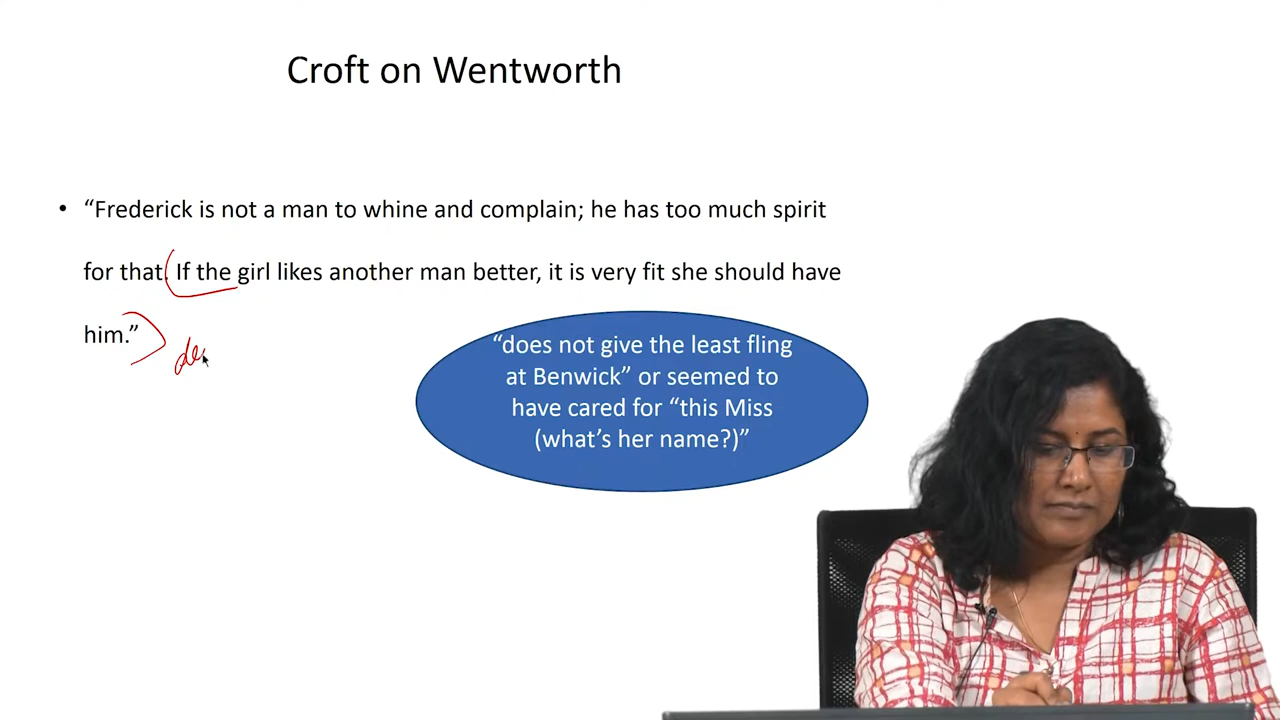 Croft on Wentworth
• “Frederick is not a man to whine and complain; he has too much spirit
for that. If the girl likes another man better, it is very fit she should have
him.”
de
“does not give the least fling
at Benwick” or seemed to
have cared for “this Miss
(what’s her name?)”